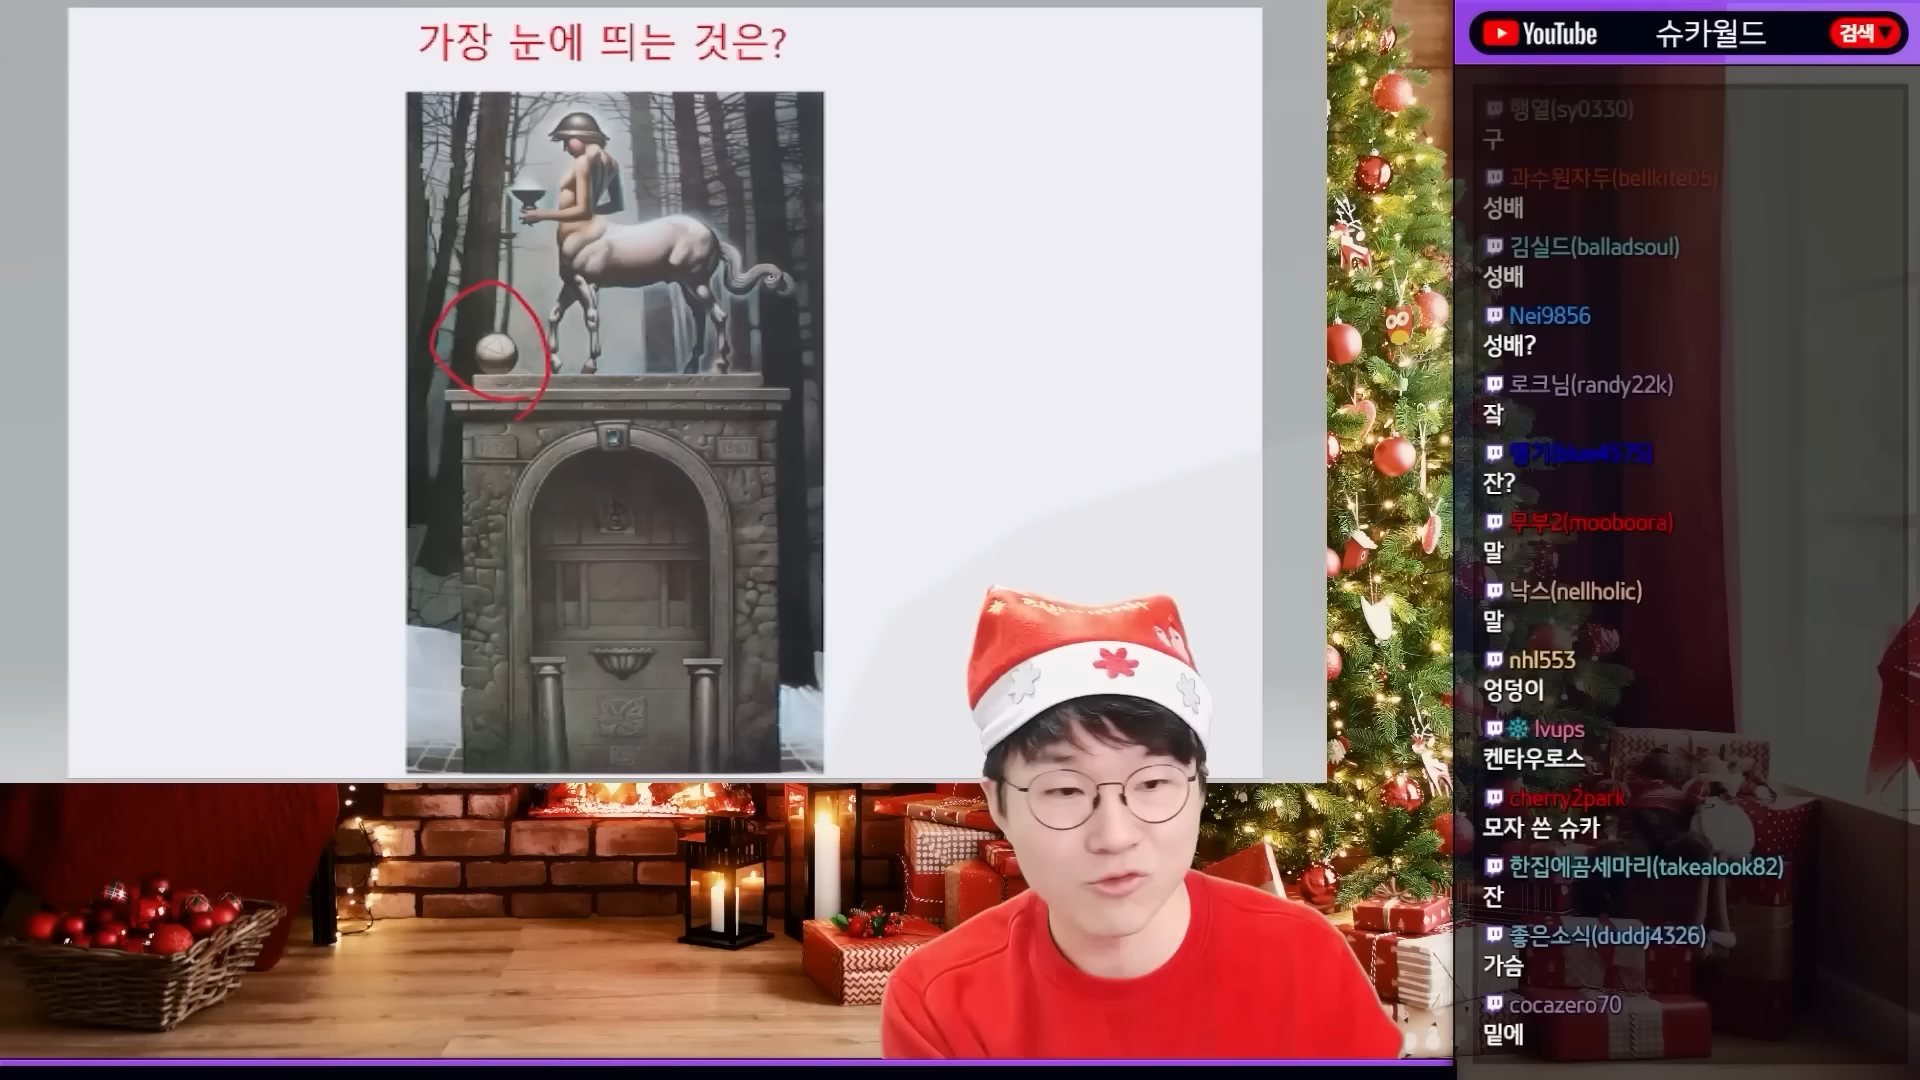 가장 눈에 띄는 것은?
YouTube 슈카월드 검색
행열(sy0330)
구
과수원자두(bellkite05)
성배
김실드(balladsoul)
성배
Nei9856
성배?
로크님(randy22k)
잨
(blue4575)
잔?
무부2(mooboora)
말
낙스(nellholic)
말
nhl553
엉덩이
lvups
켄타우로스
cherry2park
모자 쓴 슈카
한집에곰세마리(takealook82)
잔
좋은소식(duddj4326)
가슴
cocazero70
밑에